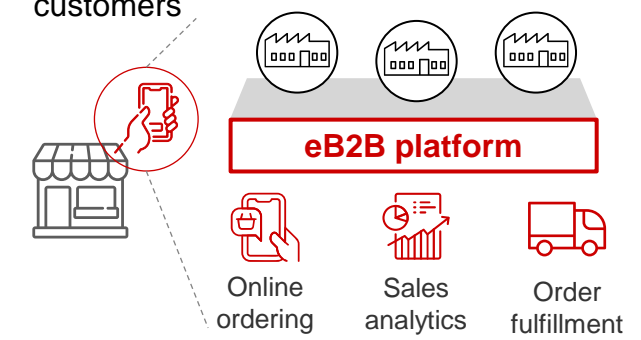 customers
eB2B platform
Online
ordering
Sales
analytics
Order
fulfillment